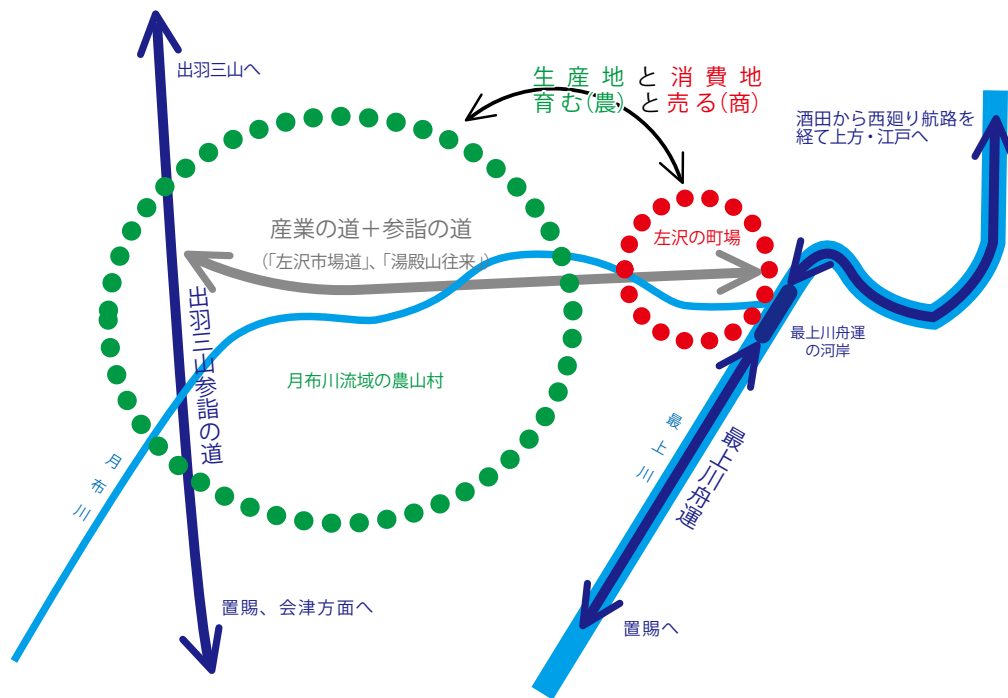 出羽三山へ
生産地と消費地
育む(農)と売る(商)
酒田から西廻り航路を
経て上方・江戸へ
産業の道＋参詣の道
(「左沢市場道」、「湯殿山往来」)
左沢の町場
出羽三山参詣の道
最上川舟運
の河岸
月布川流域の農山村
最上川
最上川舟運
月布川
置賜、会津方面へ
置賜へ